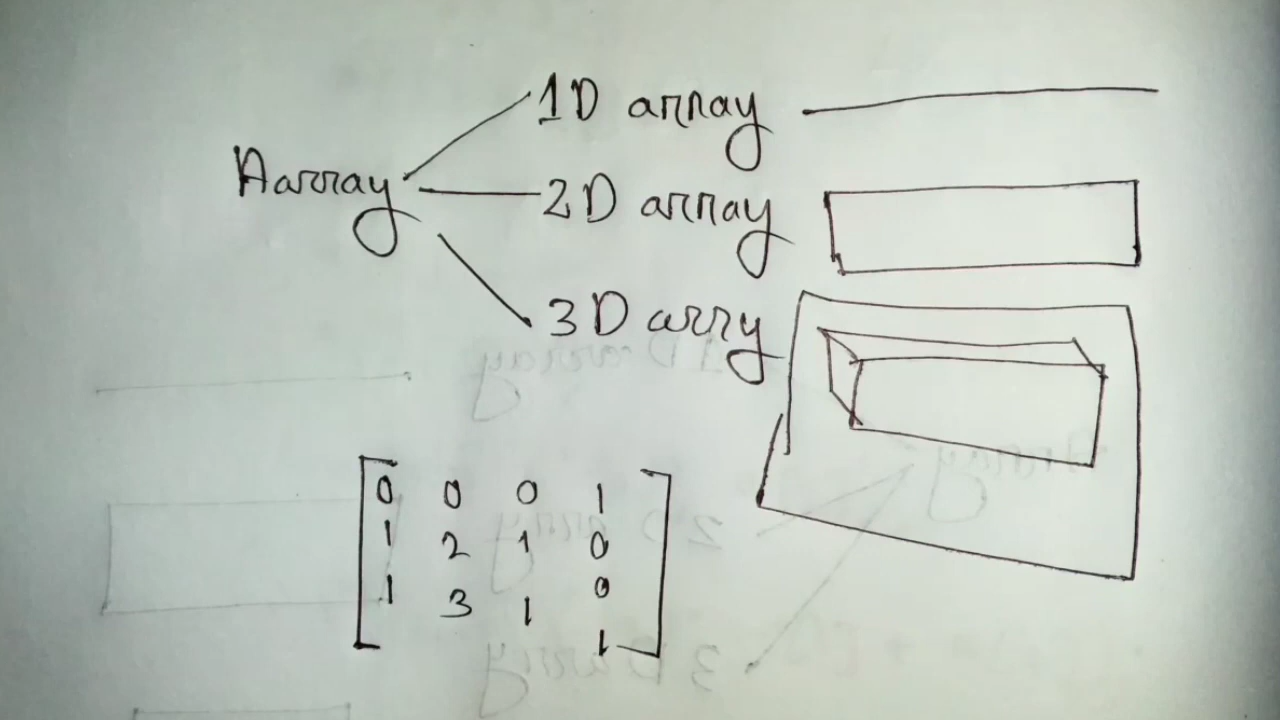 1D array
Aarray
2D array
3D arry
0 0 0 1
1 2 1 0
1 3 1 0
1